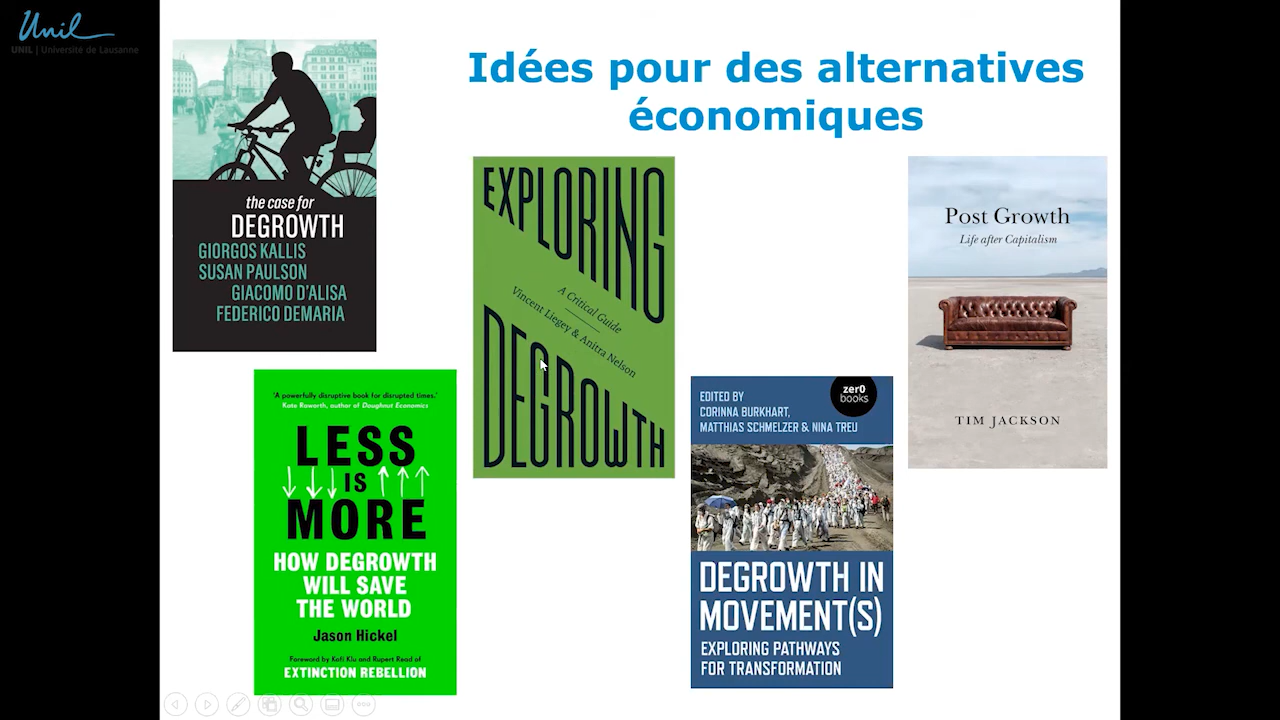 Unil
UNIL | Université de Lausanne
Idées pour des alternatives
économiques
the case for
DEGROWTH
GIORGOS KALLIS
SUSAN PAULSON
GIACOMO D'ALISA
FEDERICO DEMARIA
EXPLORING
A Critical Guide
Vincent Liegey & Anitra Nelson
DEGROWTH
Post Growth
Life after Capitalism
TIM JACKSON
'A powerfully disruptive book for disrupted times.'
Kate Raworth, author of Doughnut Economics
LESS
IS
MORE
HOW DEGROWTH
WILL SAVE
THE WORLD
Jason Hickel
Foreword by Kofi Klu and Rupert Read of
EXTINCTION REBELLION
zer0
books
EDITED BY
CORINNA BURKHART,
MATTHIAS SCHMELZER & NINA TREU
DEGROWTH IN
MOVEMENT(S)
EXPLORING PATHWAYS
FOR TRANSFORMATION